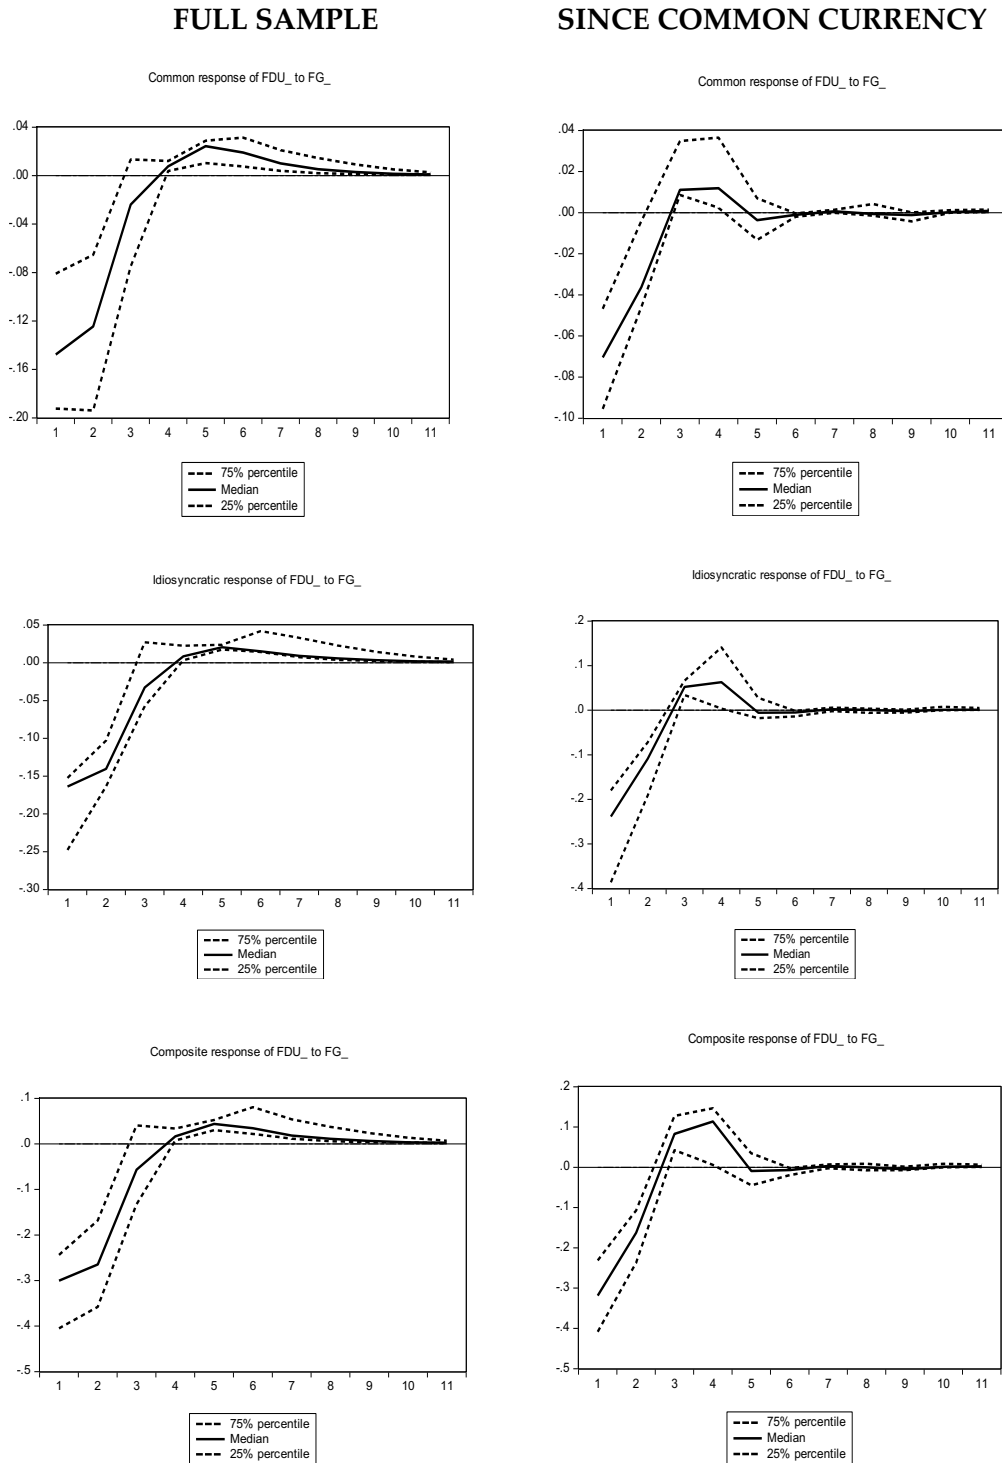 FULL SAMPLE
SINCE COMMON CURRENCY
Common response of FDU_ to FG_
.04
.00
-.04
-.08
-.12
-.16
-.20
1 2 3 4 5 6 7 8 9 10 11
75% percentile
Median
25% percentile
Common response of FDU_ to FG_
.04
.02
.00
-.02
-.04
-.06
-.08
-.10
1 2 3 4 5 6 7 8 9 10 11
75% percentile
Median
25% percentile
Idiosyncratic response of FDU_ to FG_
.05
.00
-.05
-.10
-.15
-.20
-.25
-.30
1 2 3 4 5 6 7 8 9 10 11
75% percentile
Median
25% percentile
Idiosyncratic response of FDU_ to FG_
.2
.1
.0
-.1
-.2
-.3
-.4
1 2 3 4 5 6 7 8 9 10 11
75% percentile
Median
25% percentile
Composite response of FDU_ to FG_
.1
.0
-.1
-.2
-.3
-.4
-.5
1 2 3 4 5 6 7 8 9 10 11
75% percentile
Median
25% percentile
Composite response of FDU_ to FG_
.2
.1
.0
-.1
-.2
-.3
-.4
-.5
1 2 3 4 5 6 7 8 9 10 11
75% percentile
Median
25% percentile